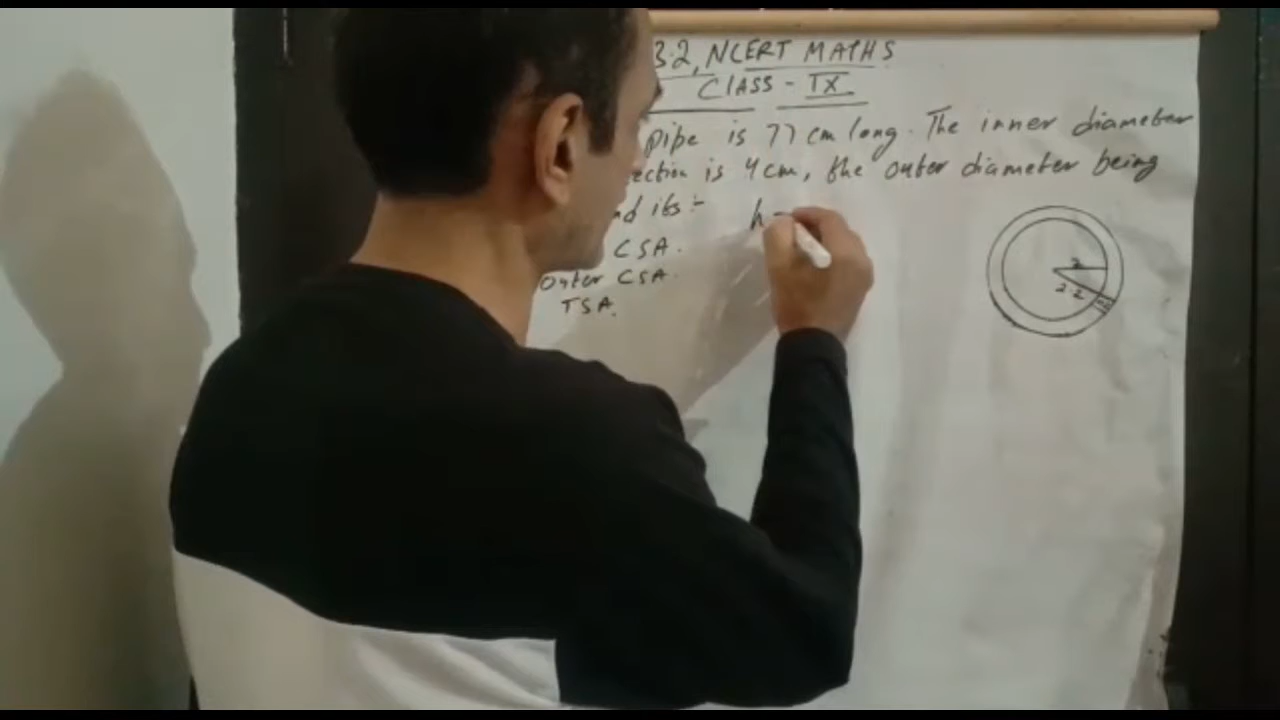 3.2, NCERT MATHS
CLASS - IX
pipe is 77 cm long. The inner diameter
ection is 4 cm, the outer diameter being
nd its :-
h -
CSA.
outer CSA.
TSA.
2
2.2